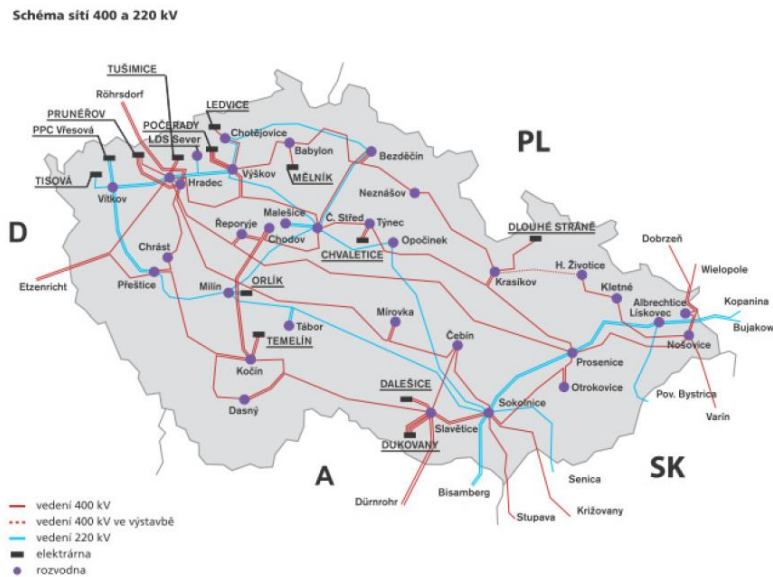 Schéma sítí 400 a 220 kV
TUŠIMICE
Röhrsdorf
PRUNÉŘOV
PPC Vřesová
TISOVÁ
LEDVICE
POČERADY
LDS Sever
Chotějovice
Babylon
Bezděčín
Výškov
MĚLNÍK
Hradec
Vítkov
PL
Neznášov
D
Malešice
Řeporyje
Chodov
Č. Střed
Týnec
CHVALETICE
Opočinek
DLOUHÉ STRÁNĚ
Dobrzeň
Wielopole
Etzenricht
Chrást
Přeštice
Milín
ORLÍK
Krasíkov
H. Životice
Kletné
Albrechtice
Lískovec
Kopanina
Bujakow
Nošovice
Tábor
Mírovka
Čebín
TEMELÍN
Kočín
Prosenice
Otrokovice
Dasný
DALEŠICE
Slavětice
DUKOVANY
Sokolnice
Pov. Bystrica
Varín
A
SK
Dürnrohr
Bisamberg
Senica
Stupava
Križovany
vedení 400 kV
vedení 400 kV ve výstavbě
vedení 220 kV
elektrárna
rozvodna